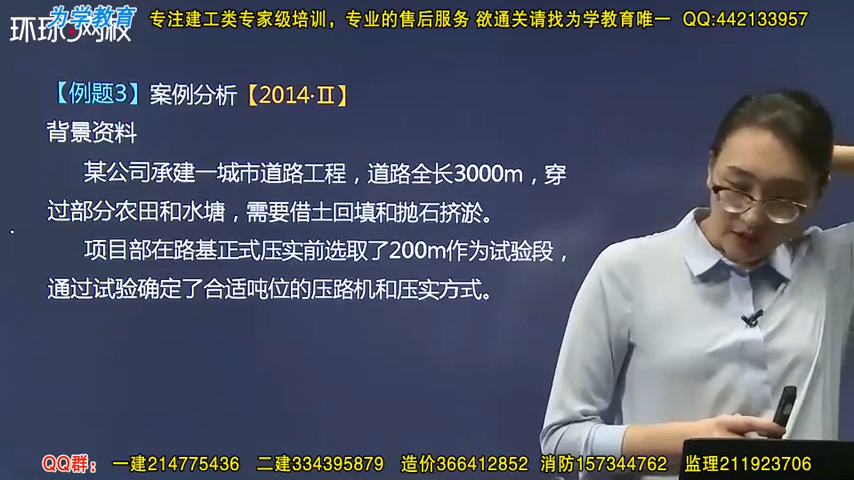 为学教育
环球网校
专注建工类专家级培训，专业的售后服务 欲通关请找为学教育唯一 QQ:442133957
【例题3】案例分析【2014·Ⅱ】
背景资料
某公司承建一城市道路工程，道路全长3000m，穿
过部分农田和水塘，需要借土回填和抛石挤淤。
项目部在路基正式压实前选取了200m作为试验段，
通过试验确定了合适吨位的压路机和压实方式。
QQ群： 一建214775436 二建334395879 造价366412852 消防157344762 监理211923706